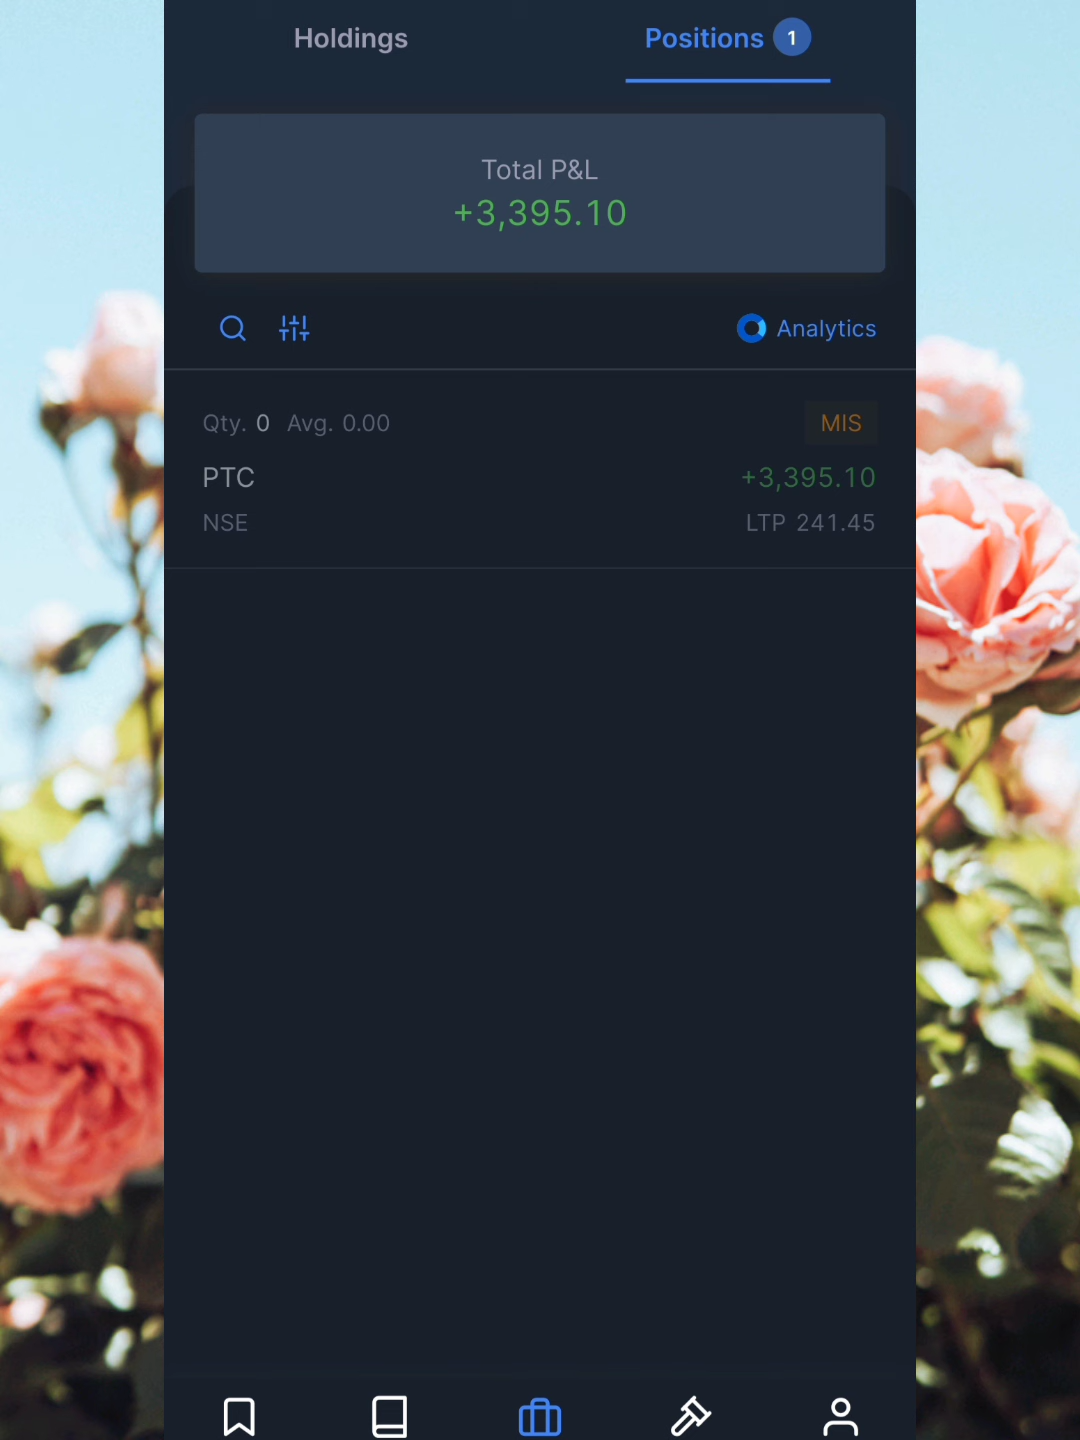 Holdings Positions 1
Total P&L
+3,395.10
Analytics
Qty. 0 Avg. 0.00 MIS
PTC +3,395.10
NSE LTP 241.45